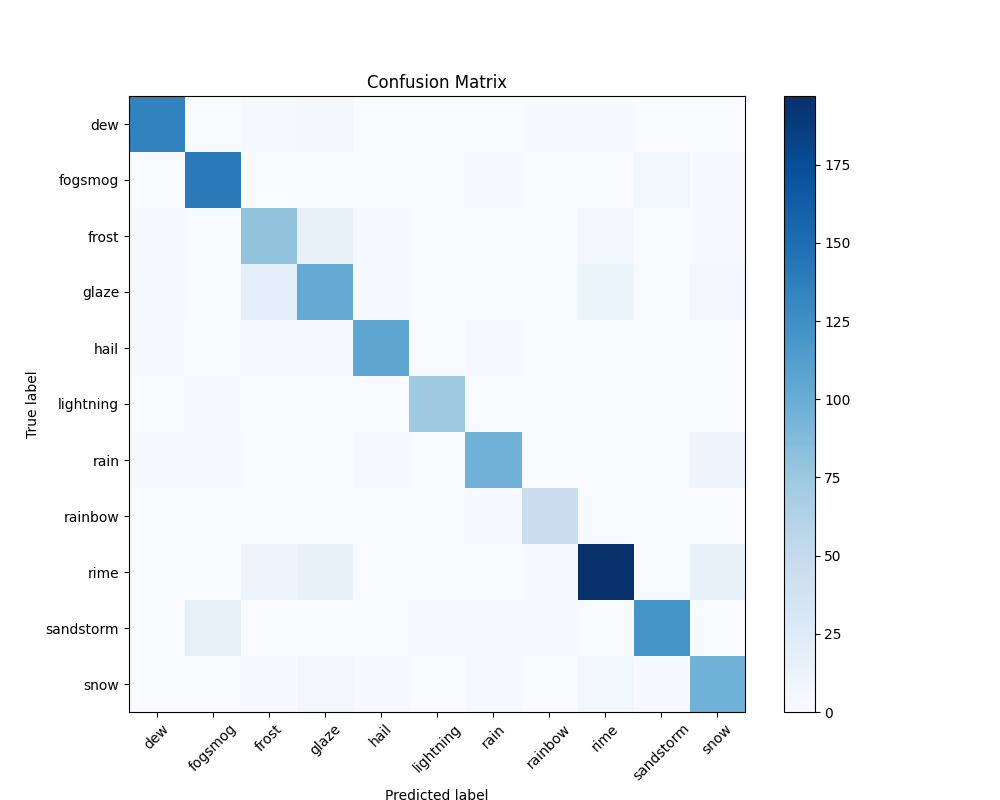 Confusion Matrix
True label
dew
fogsmog
frost
glaze
hail
lightning
rain
rainbow
rime
sandstorm
snow
dew
fogsmog
frost
glaze
hail
lightning
rain
rainbow
rime
sandstorm
snow
Predicted label
175
150
125
100
75
50
25
0